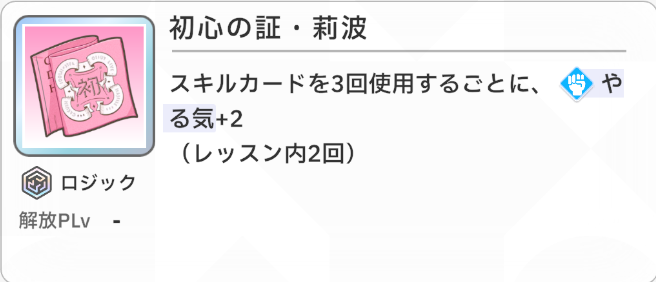 初心の証・莉波
スキルカードを3回使用するごとに、 や
る気+2
（レッスン内2回）
初
ロジック
解放PLv -